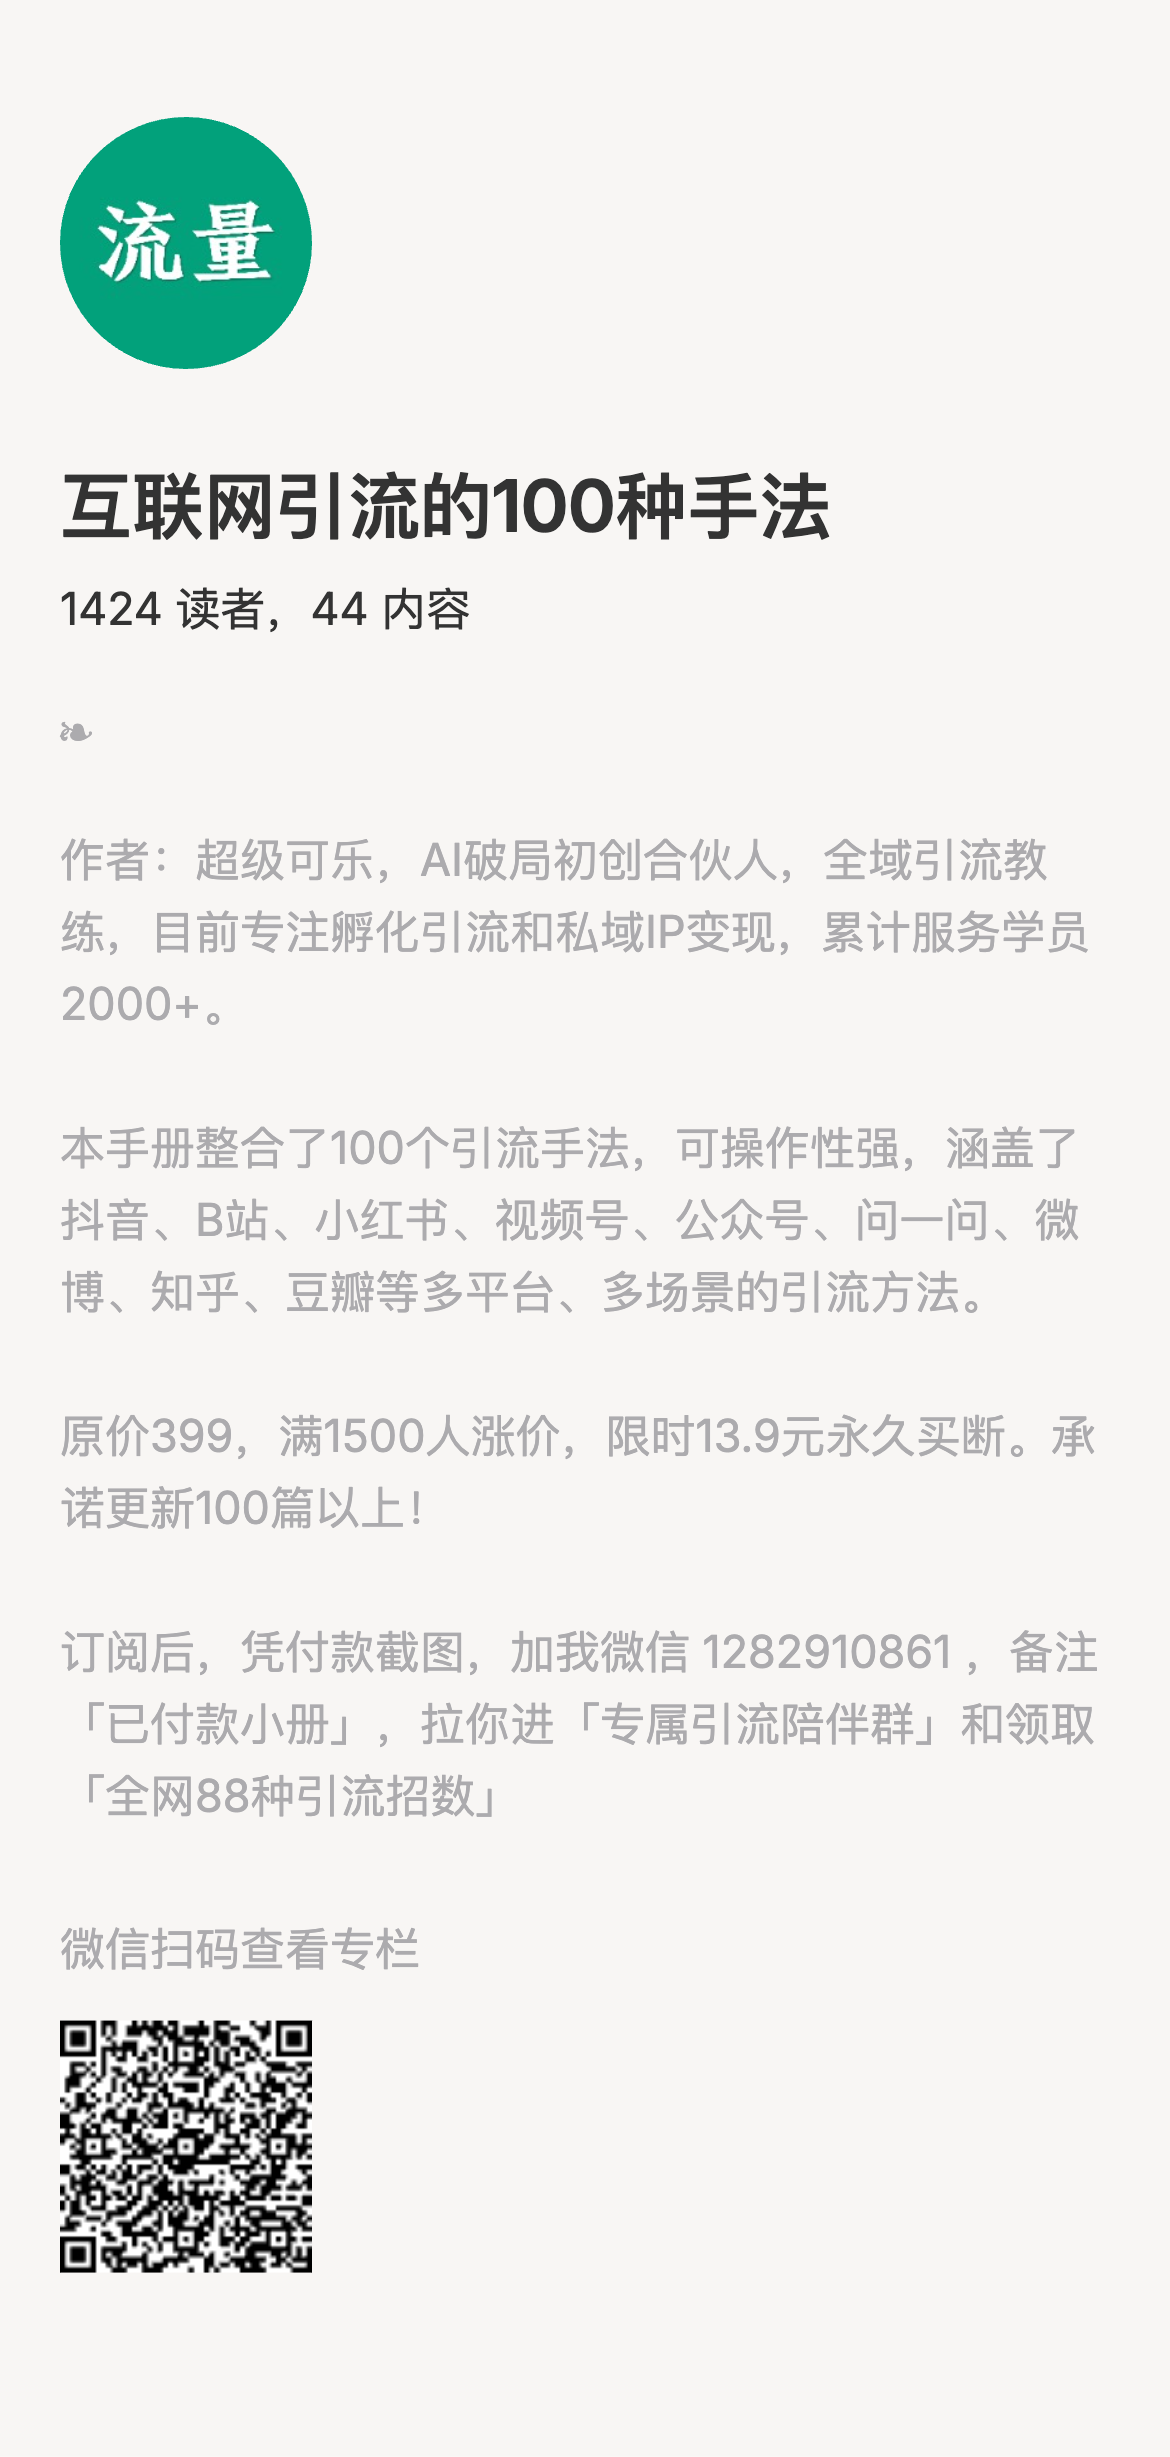 流量
互联网引流的100种手法
1424 读者，44 内容
❧
作者：超级可乐，AI破局初创合伙人，全域引流教
练，目前专注孵化引流和私域IP变现，累计服务学员
2000+。
本手册整合了100个引流手法，可操作性强，涵盖了
抖音、B站、小红书、视频号、公众号、问一问、微
博、知乎、豆瓣等多平台、多场景的引流方法。
原价399，满1500人涨价，限时13.9元永久买断。承
诺更新100篇以上！
订阅后，凭付款截图，加我微信 1282910861 ，备注
「已付款小册」，拉你进「专属引流陪伴群」和领取
「全网88种引流招数」
微信扫码查看专栏